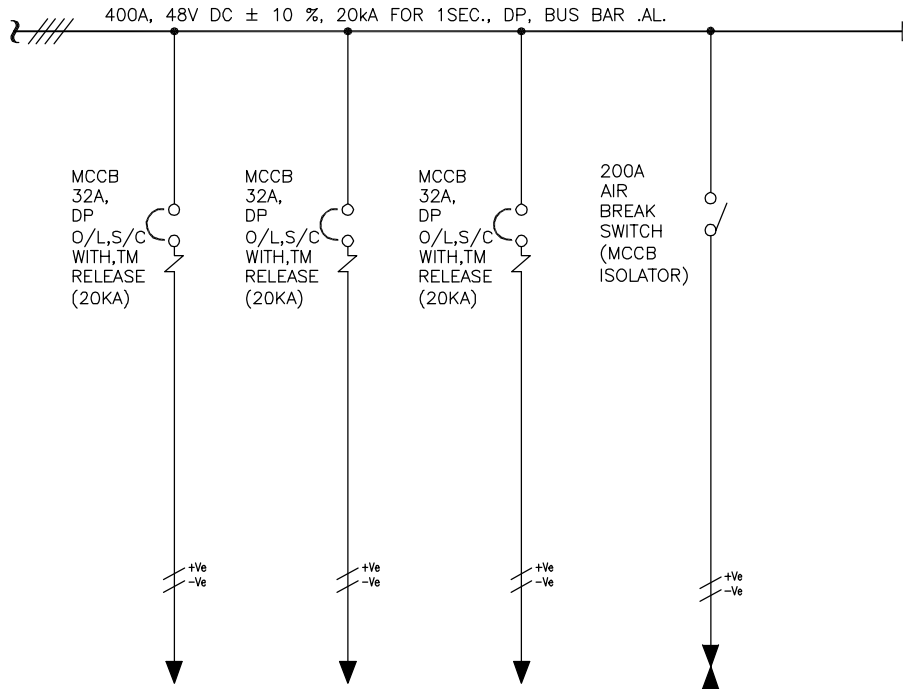 400A, 48V DC ± 10 %, 20kA FOR 1SEC., DP, BUS BAR .AL.
MCCB
32A,
DP
O/L,S/C
WITH,TM
RELEASE
(20KA)
MCCB
32A,
DP
O/L,S/C
WITH,TM
RELEASE
(20KA)
MCCB
32A,
DP
O/L,S/C
WITH,TM
RELEASE
(20KA)
200A
AIR
BREAK
SWITCH
(MCCB
ISOLATOR)
+Ve
-Ve
+Ve
-Ve
+Ve
-Ve
+Ve
-Ve